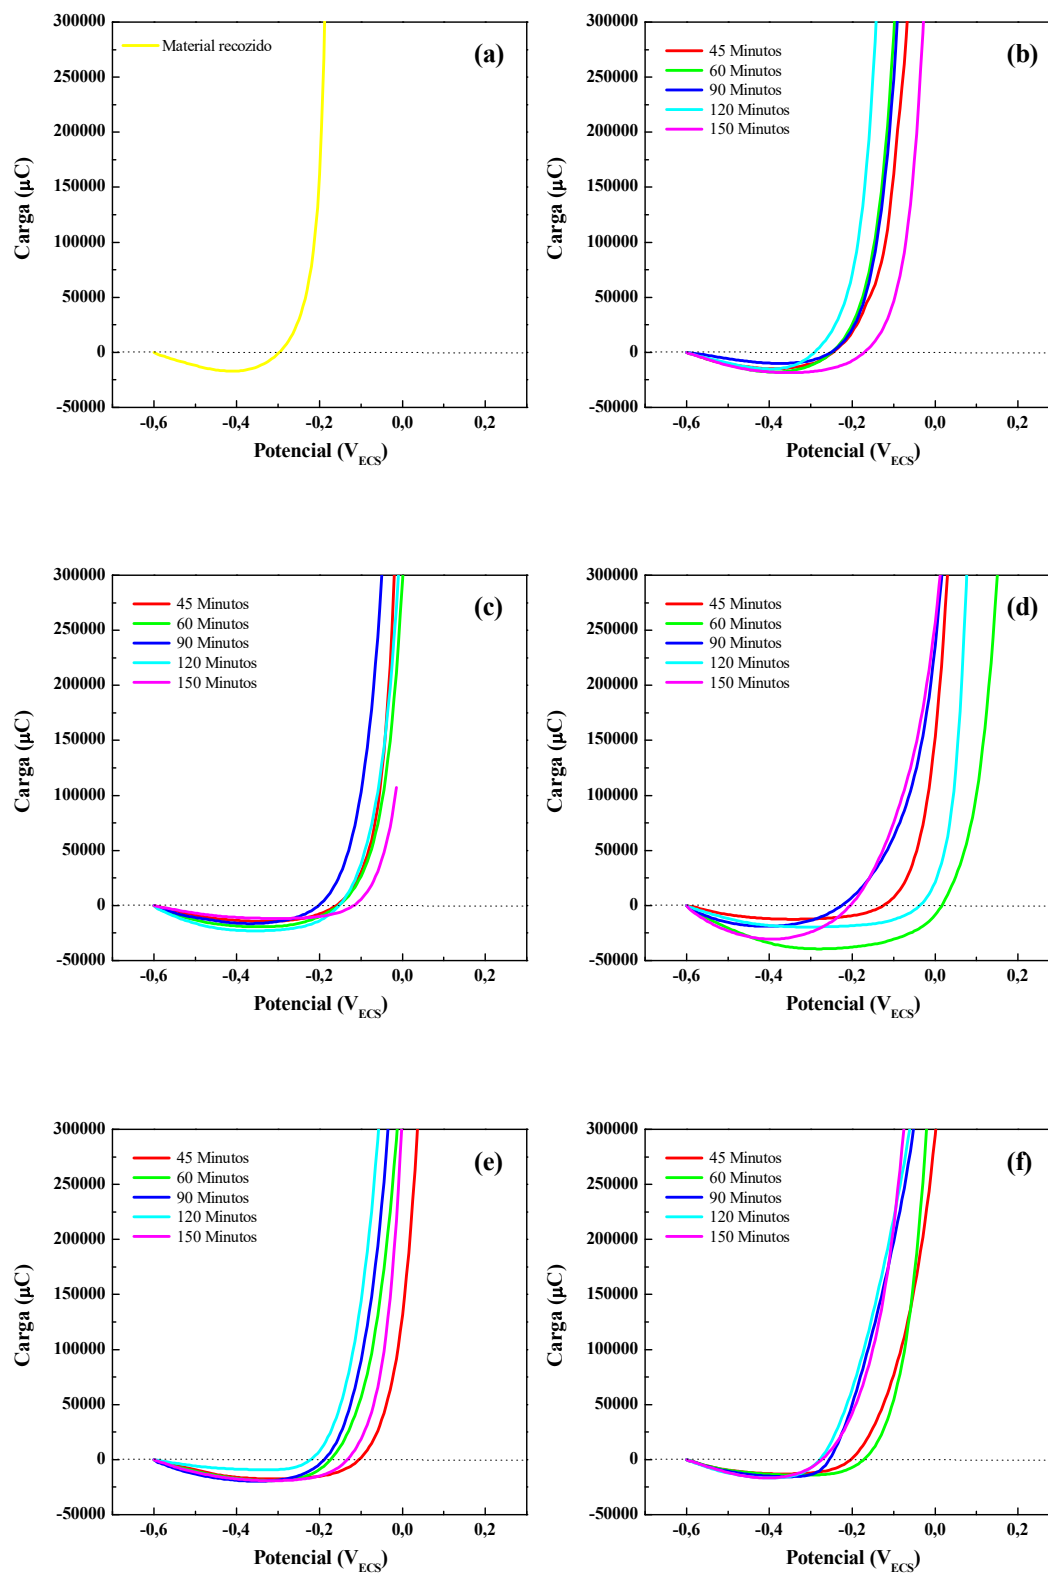 300000
250000
200000
150000
100000
50000
0
-50000
Carga (µC)
Material recozido
(a)
-0,6 -0,4 -0,2 0,0 0,2
Potencial (V_ECS)
300000
250000
200000
150000
100000
50000
0
-50000
Carga (µC)
45 Minutos
60 Minutos
90 Minutos
120 Minutos
150 Minutos
(b)
-0,6 -0,4 -0,2 0,0 0,2
Potencial (V_ECS)
300000
250000
200000
150000
100000
50000
0
-50000
Carga (µC)
45 Minutos
60 Minutos
90 Minutos
120 Minutos
150 Minutos
(c)
-0,6 -0,4 -0,2 0,0 0,2
Potencial (V_ECS)
300000
250000
200000
150000
100000
50000
0
-50000
Carga (µC)
45 Minutos
60 Minutos
90 Minutos
120 Minutos
150 Minutos
(d)
-0,6 -0,4 -0,2 0,0 0,2
Potencial (V_ECS)
300000
250000
200000
150000
100000
50000
0
-50000
Carga (µC)
45 Minutos
60 Minutos
90 Minutos
120 Minutos
150 Minutos
(e)
-0,6 -0,4 -0,2 0,0 0,2
Potencial (V_ECS)
300000
250000
200000
150000
100000
50000
0
-50000
Carga (µC)
45 Minutos
60 Minutos
90 Minutos
120 Minutos
150 Minutos
(f)
-0,6 -0,4 -0,2 0,0 0,2
Potencial (V_ECS)